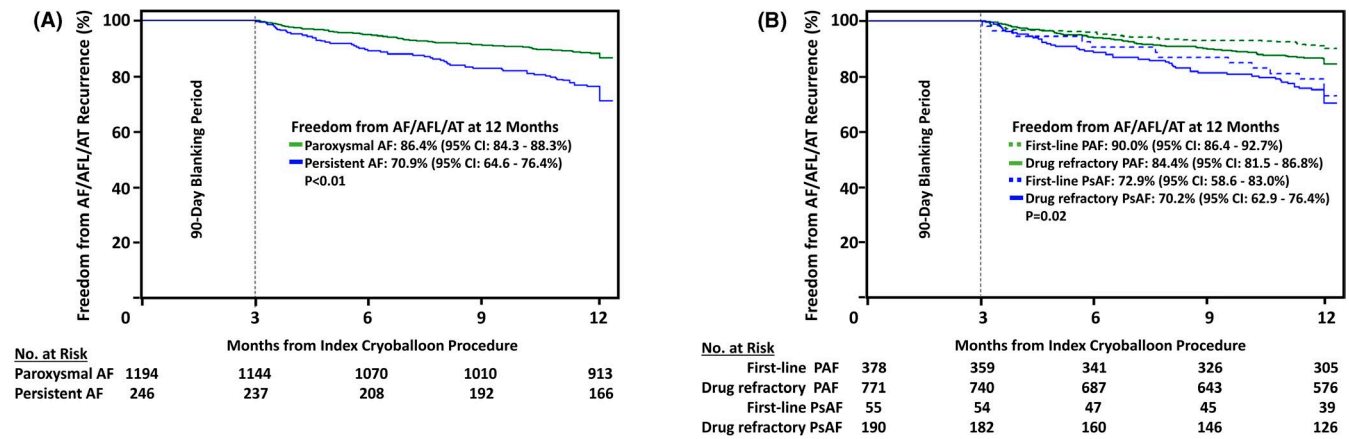 (A)
Freedom from AF/AFL/AT Recurrence (%)
100
80
60
40
20
90-Day Blanking Period
Freedom from AF/AFL/AT at 12 Months
Paroxysmal AF: 86.4% (95% CI: 84.3 - 88.3%)
Persistent AF: 70.9% (95% CI: 64.6 - 76.4%)
P<0.01
0 3 6 9 12
Months from Index Cryoballoon Procedure
No. at Risk
Paroxysmal AF 1194 1144 1070 1010 913
Persistent AF 246 237 208 192 166
(B)
Freedom from AF/AFL/AT Recurrence (%)
100
80
60
40
20
90-Day Blanking Period
Freedom from AF/AFL/AT at 12 Months
First-line PAF: 90.0% (95% CI: 86.4 - 92.7%)
Drug refractory PAF: 84.4% (95% CI: 81.5 - 86.8%)
First-line PsAF: 72.9% (95% CI: 58.6 - 83.0%)
Drug refractory PsAF: 70.2% (95% CI: 62.9 - 76.4%)
P=0.02
0 3 6 9 12
Months from Index Cryoballoon Procedure
No. at Risk
First-line PAF 378 359 341 326 305
Drug refractory PAF 771 740 687 643 576
First-line PsAF 55 54 47 45 39
Drug refractory PsAF 190 182 160 146 126